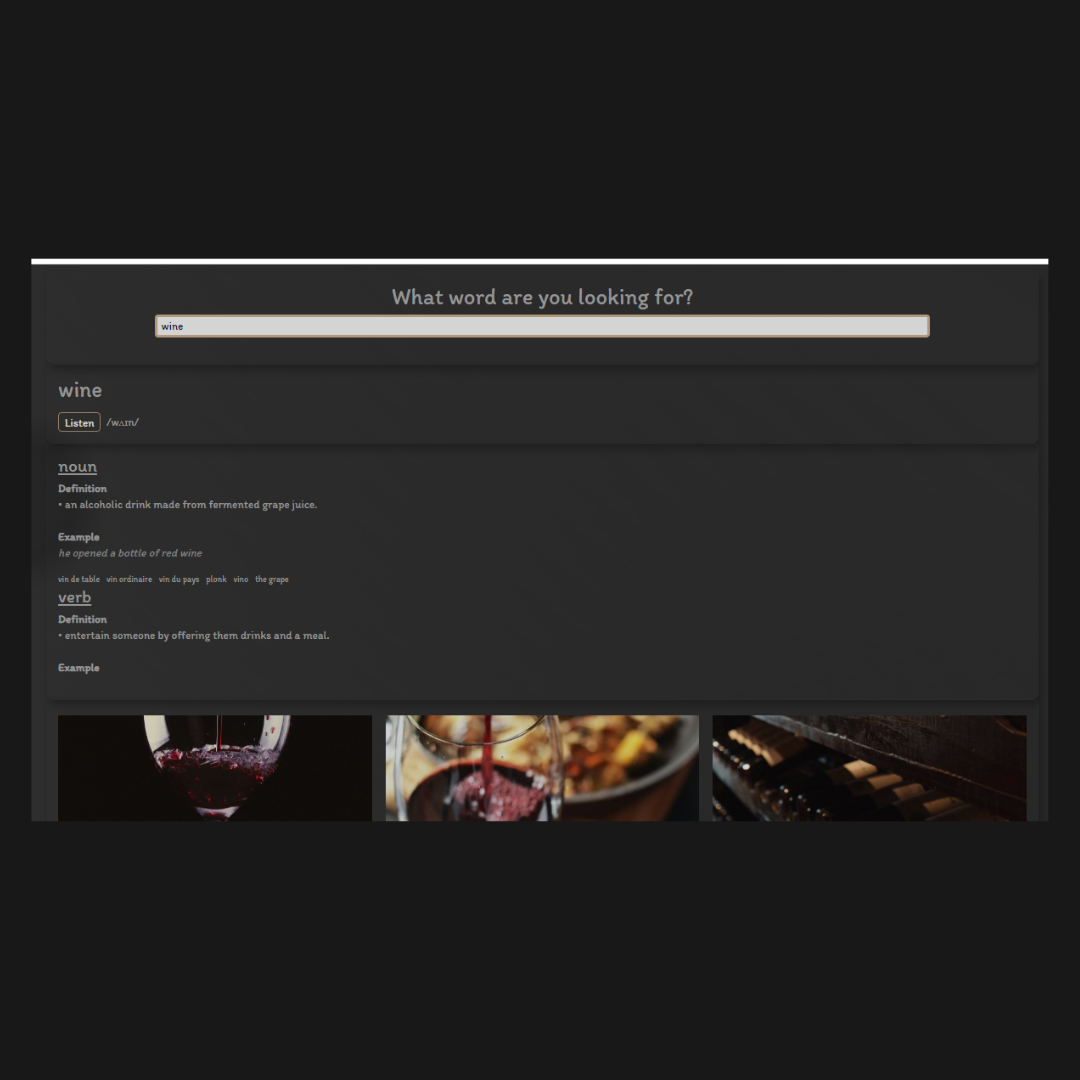 What word are you looking for?
wine
wine
Listen /wʌɪn/
noun
Definition
• an alcoholic drink made from fermented grape juice.
Example
he opened a bottle of red wine
vin de table vin ordinaire vin du pays plonk vino the grape
verb
Definition
• entertain someone by offering them drinks and a meal.
Example